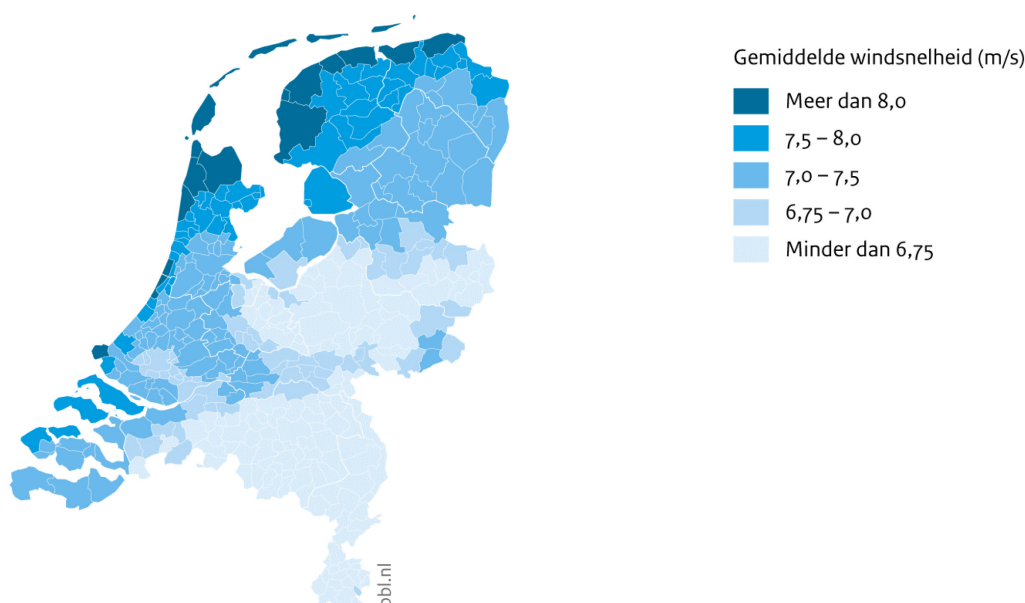 Gemiddelde windsnelheid (m/s)
Meer dan 8,0
7,5 – 8,0
7,0 – 7,5
6,75 – 7,0
Minder dan 6,75